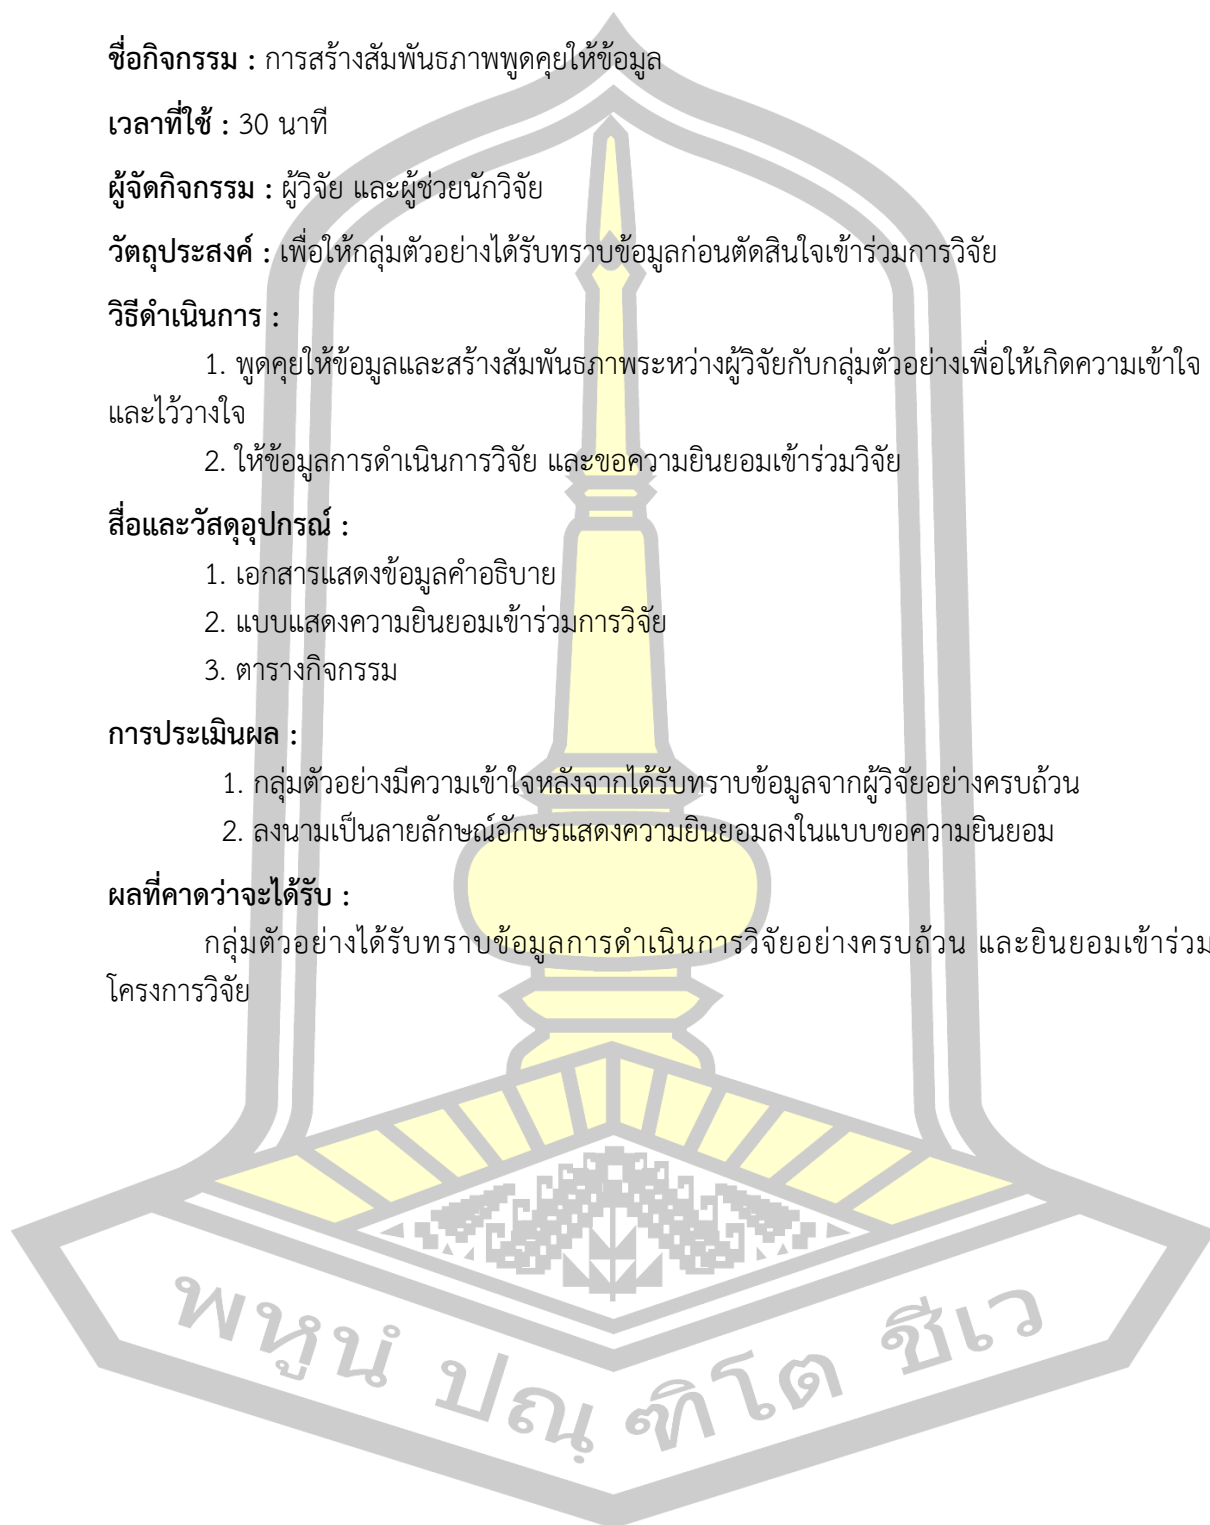 ชื่อกิจกรรม : การสร้างสัมพันธภาพพูดคุยให้ข้อมูล
เวลาที่ใช้ : 30 นาที
ผู้จัดกิจกรรม : ผู้วิจัย และผู้ช่วยนักวิจัย
วัตถุประสงค์ : เพื่อให้กลุ่มตัวอย่างได้รับทราบข้อมูลก่อนตัดสินใจเข้าร่วมการวิจัย
วิธีดำเนินการ :
1. พูดคุยให้ข้อมูลและสร้างสัมพันธภาพระหว่างผู้วิจัยกับกลุ่มตัวอย่างเพื่อให้เกิดความเข้าใจ
และไว้วางใจ
2. ให้ข้อมูลการดำเนินการวิจัย และขอความยินยอมเข้าร่วมวิจัย
สื่อและวัสดุอุปกรณ์ :
1. เอกสารแสดงข้อมูลคำอธิบาย
2. แบบแสดงความยินยอมเข้าร่วมการวิจัย
3. ตารางกิจกรรม
การประเมินผล :
1. กลุ่มตัวอย่างมีความเข้าใจหลังจากได้รับทราบข้อมูลจากผู้วิจัยอย่างครบถ้วน
2. ลงนามเป็นลายลักษณ์อักษรแสดงความยินยอมลงในแบบขอความยินยอม
ผลที่คาดว่าจะได้รับ :
กลุ่มตัวอย่างได้รับทราบข้อมูลการดำเนินการวิจัยอย่างครบถ้วน และยินยอมเข้าร่วม
โครงการวิจัย
พหูนํ ปณฺ ฑิโต ชีเว